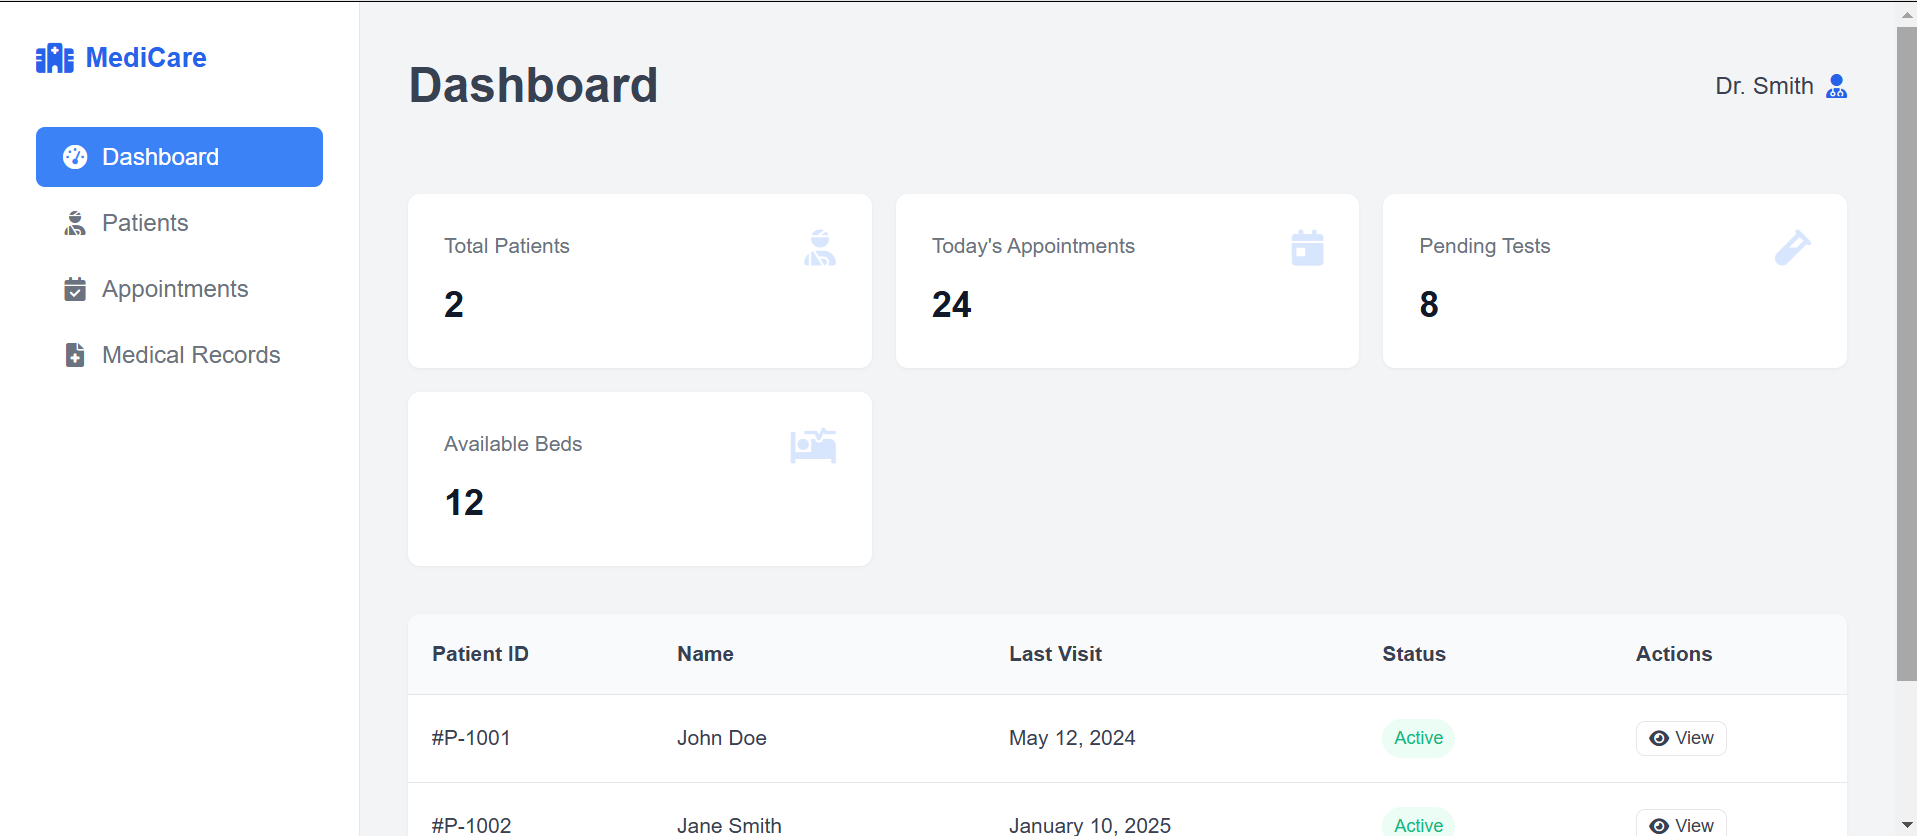 MediCare
Dashboard
Patients
Appointments
Medical Records
Dashboard
Dr. Smith
Total Patients
2
Today's Appointments
24
Pending Tests
8
Available Beds
12
Patient ID Name Last Visit Status Actions
#P-1001 John Doe May 12, 2024 Active View
#P-1002 Jane Smith January 10, 2025 Active View